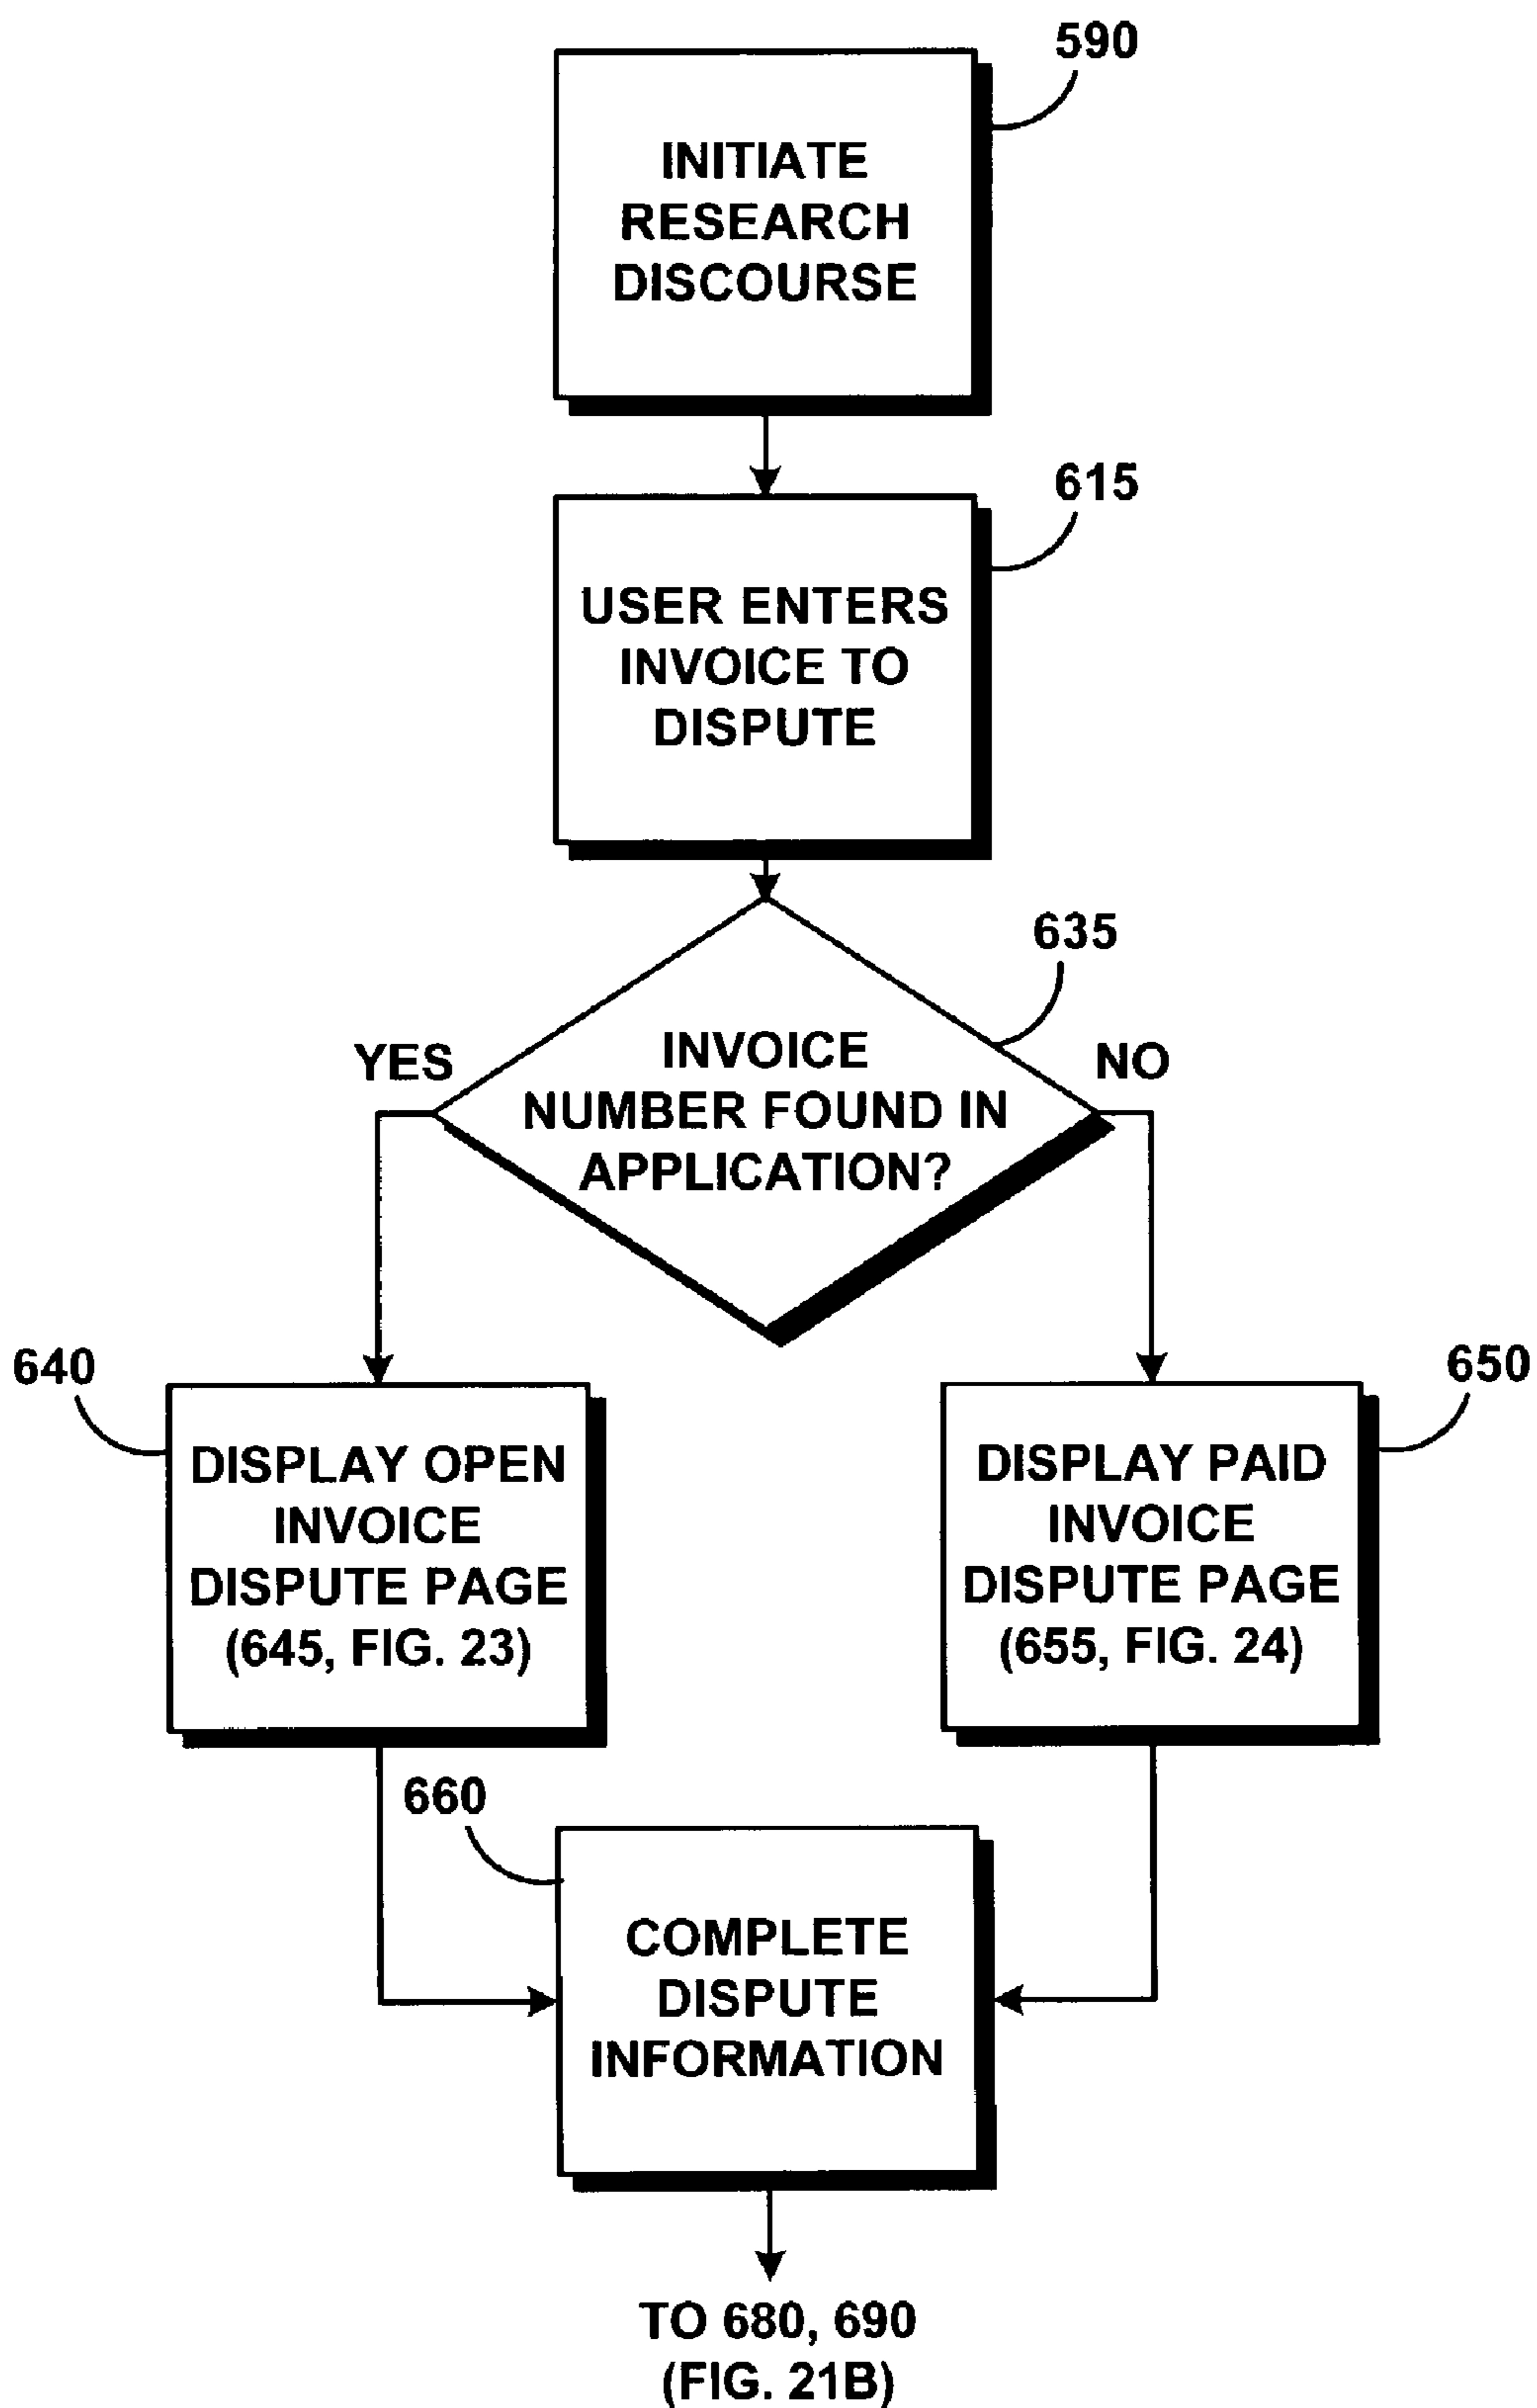 590
INITIATE
RESEARCH
DISCOURSE
615
USER ENTERS
INVOICE TO
DISPUTE
635
YES
INVOICE
NUMBER FOUND IN
APPLICATION?
NO
640
DISPLAY OPEN
INVOICE
DISPUTE PAGE
(645, FIG. 23)
650
DISPLAY PAID
INVOICE
DISPUTE PAGE
(655, FIG. 24)
660
COMPLETE
DISPUTE
INFORMATION
TO 680, 690
(FIG. 21B)